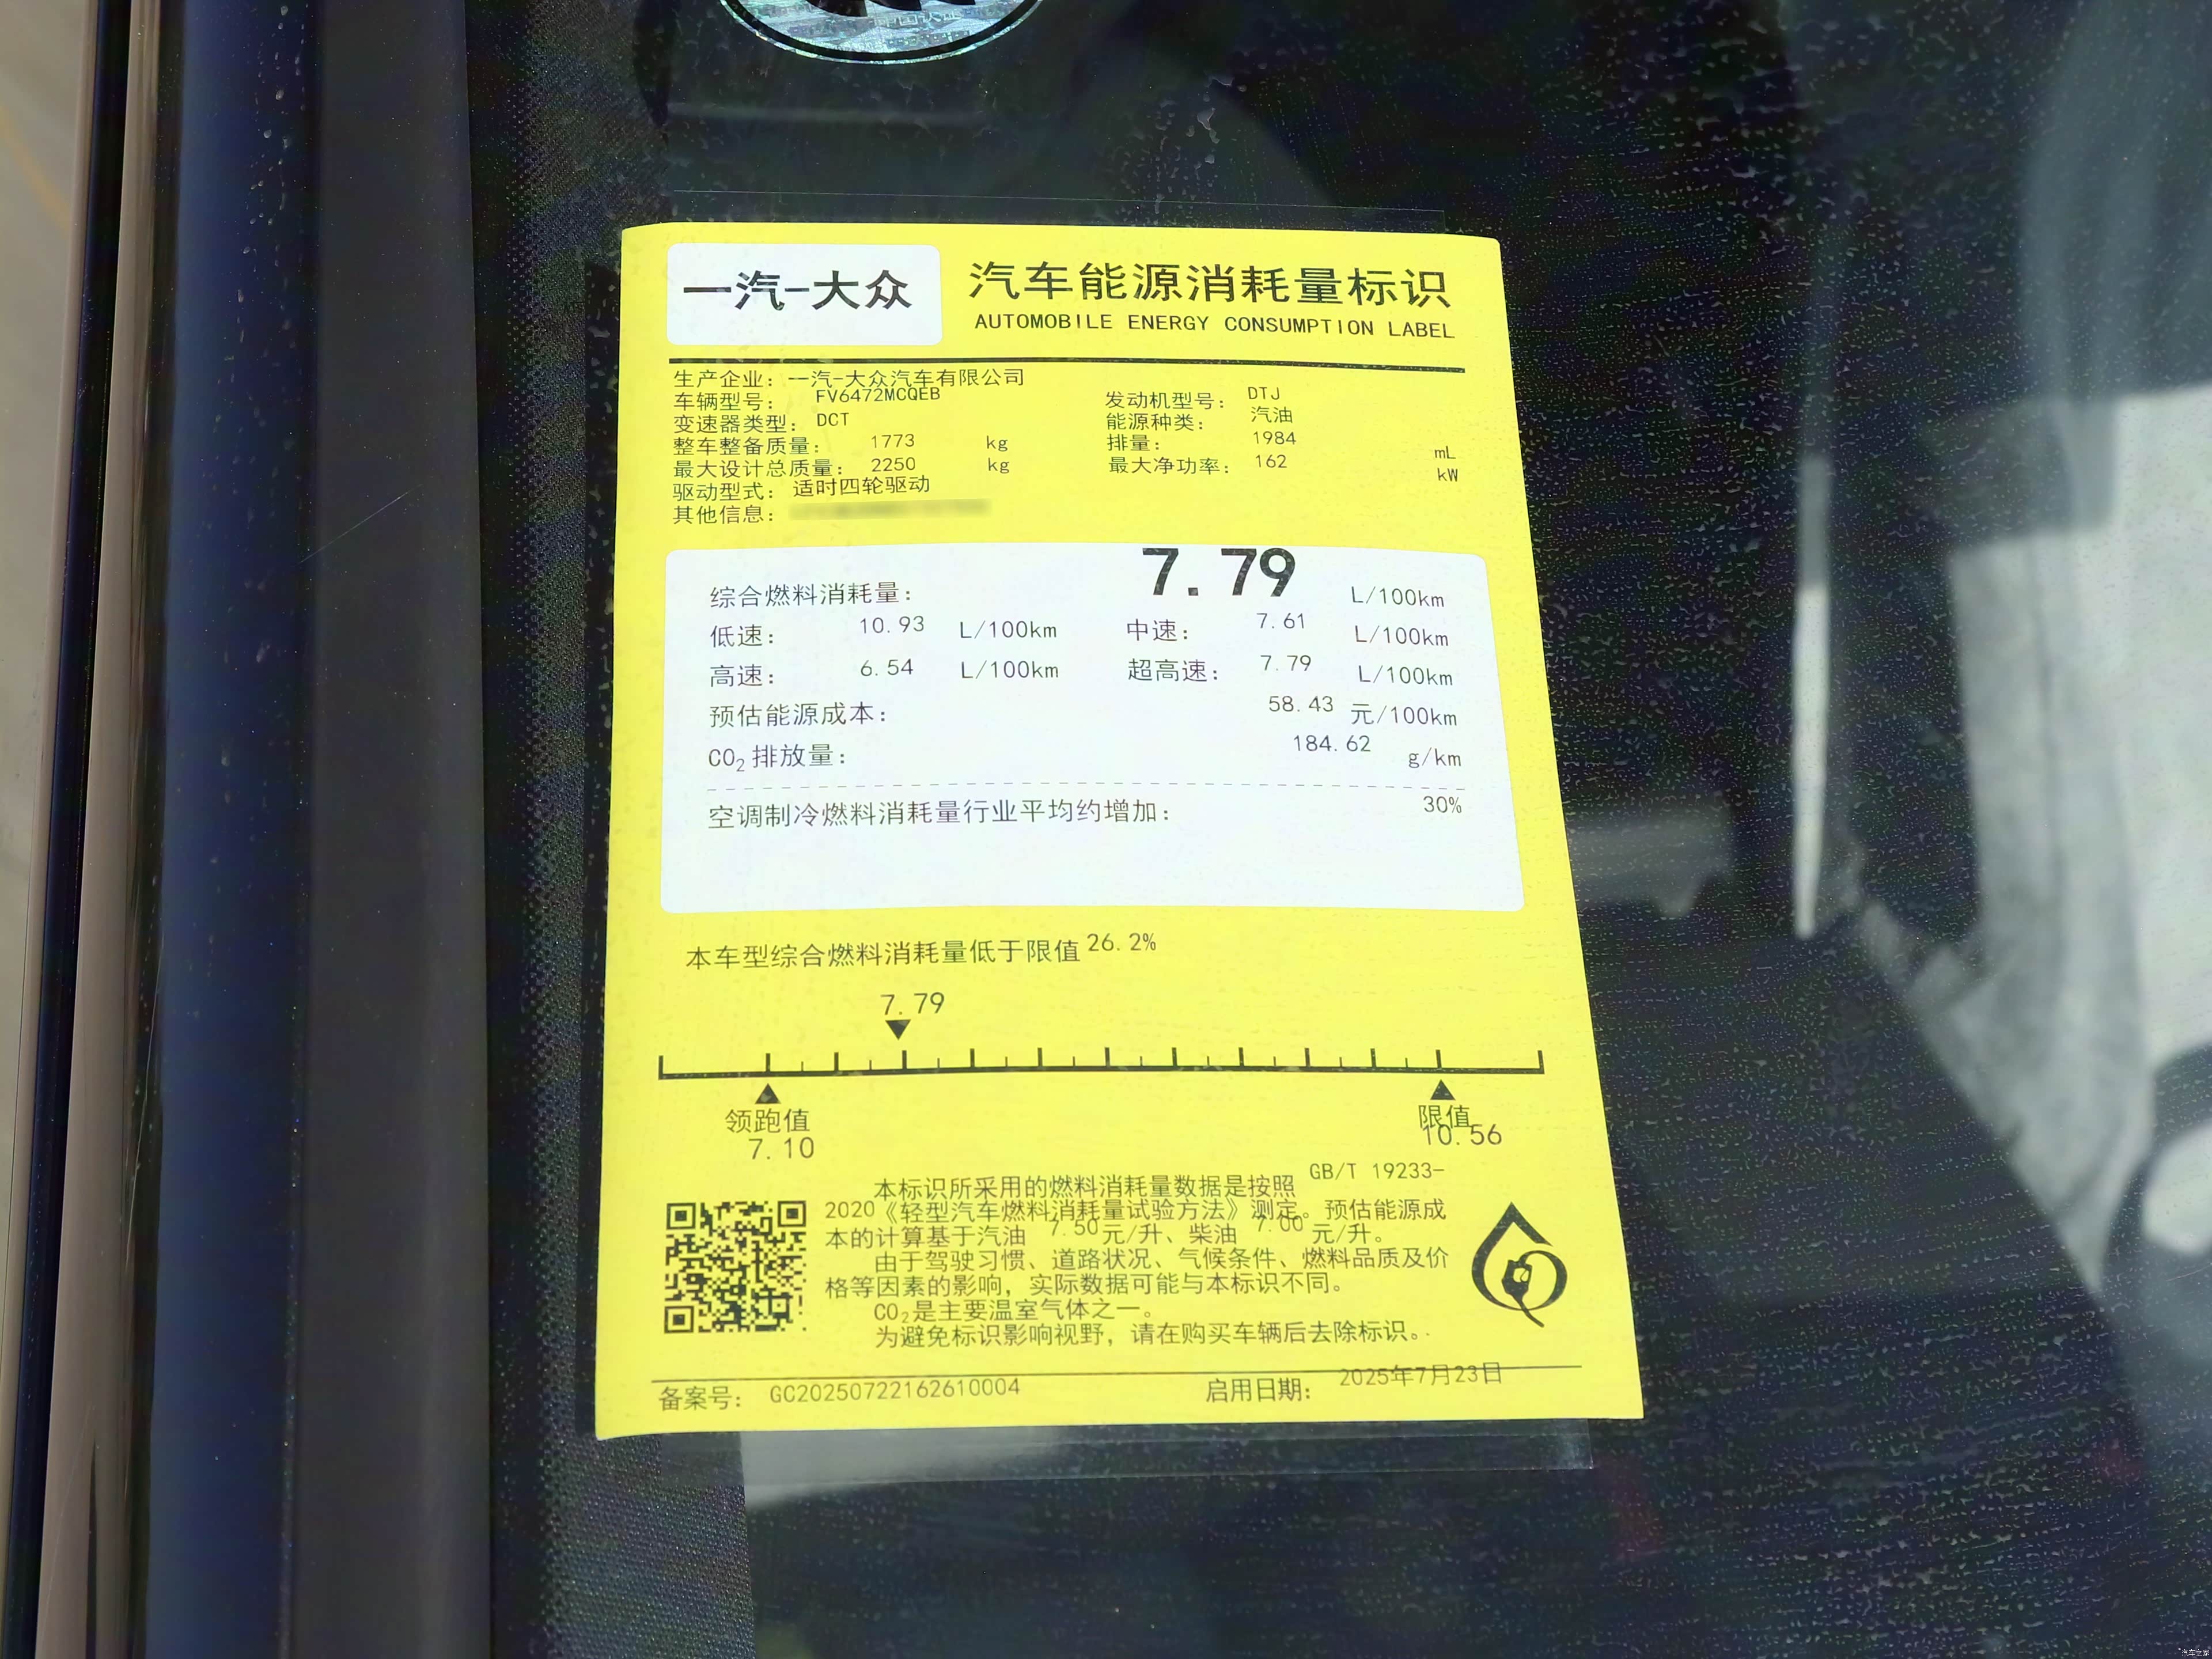 一汽-大众
汽车能源消耗量标识
AUTOMOBILE ENERGY CONSUMPTION LABEL
生产企业: 一汽-大众汽车有限公司
车辆型号: FV6472MCQEB 发动机型号: DTJ
变速器类型: DCT 能源种类: 汽油
整车整备质量: 1773 kg 排量: 1984 mL
最大设计总质量: 2250 kg 最大净功率: 162 kW
驱动型式: 适时四轮驱动
其他信息:
综合燃料消耗量: 7.79 L/100km
低速: 10.93 L/100km 中速: 7.61 L/100km
高速: 6.54 L/100km 超高速: 7.79 L/100km
预估能源成本: 58.43 元/100km
CO₂排放量: 184.62 g/km
空调制冷燃料消耗量行业平均约增加: 30%
本车型综合燃料消耗量低于限值26.2%
7.79
领跑值 限值
7.10 10.56
本标识所采用的燃料消耗量数据是按照 GB/T 19233-
2020《轻型汽车燃料消耗量试验方法》测定。预估能源成
本的计算基于汽油 7.50元/升、柴油 7.00 元/升。
由于驾驶习惯、道路状况、气候条件、燃料品质及价
格等因素的影响，实际数据可能与本标识不同。
CO₂是主要温室气体之一。
为避免标识影响视野，请在购买车辆后去除标识。
备案号: GC20250722162610004 启用日期: 2025年7月23日
汽车之家